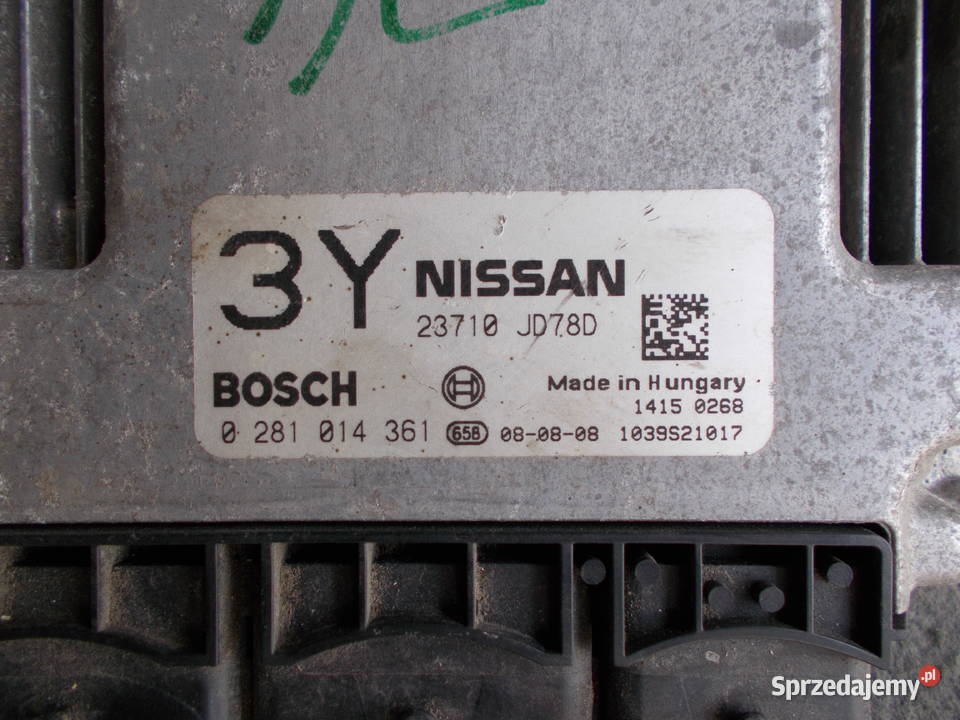 3Y NISSAN
23710 JD78D
BOSCH Made in Hungary
1415 0268
0 281 014 361 65B 08-08-08 1039S21017
Sprzedajemy.pl